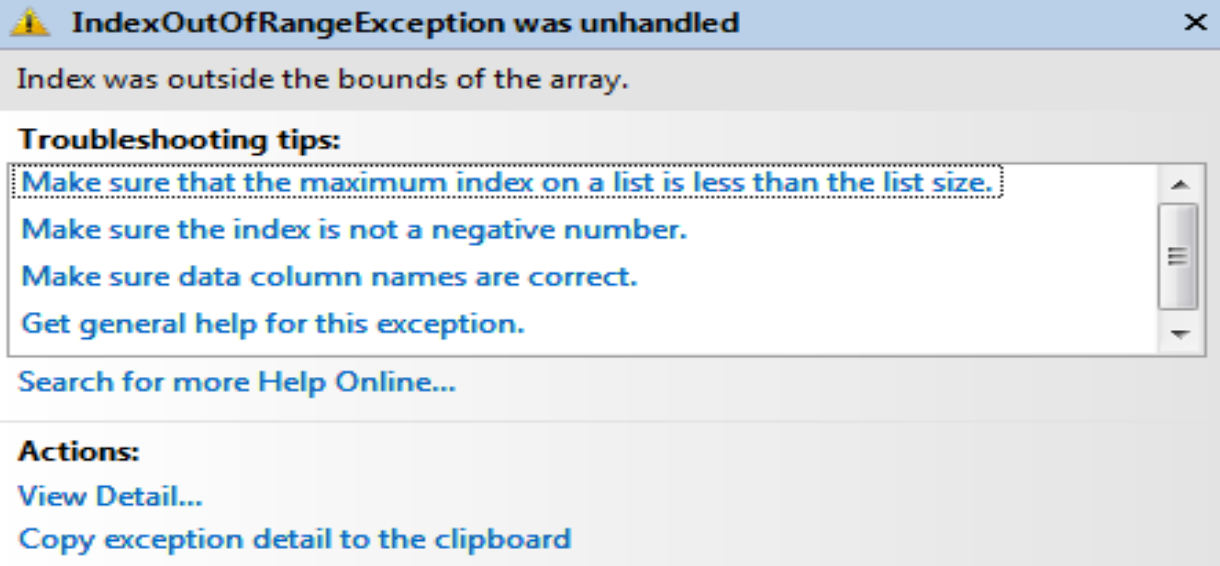 IndexOutOfRangeException was unhandled
Index was outside the bounds of the array.
Troubleshooting tips:
Make sure that the maximum index on a list is less than the list size.
Make sure the index is not a negative number.
Make sure data column names are correct.
Get general help for this exception.
Search for more Help Online...
Actions:
View Detail...
Copy exception detail to the clipboard